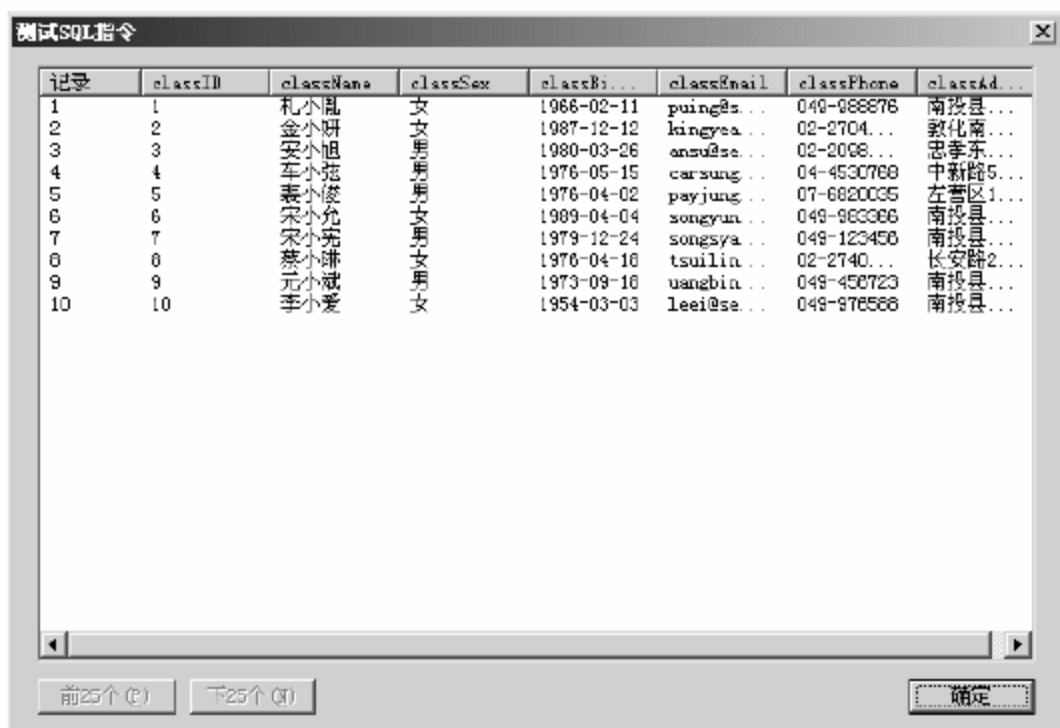 测试SQL指令
记录 classID className classSex classBi... classEmail classPhone classAd...
1 1 札小胤 女 1966-02-11 puing@s... 049-988876 南投县...
2 2 金小妍 女 1987-12-12 kingyea... 02-2704... 敦化南...
3 3 安小旭 男 1980-03-26 ansu@se... 02-2098... 忠孝东...
4 4 车小弦 男 1976-05-15 carsung... 04-4530768 中新路5...
5 5 裴小俊 男 1976-04-02 payjung... 07-6820035 左营区1...
6 6 宋小允 女 1989-04-04 songyun... 049-983366 南投县...
7 7 宋小宪 男 1979-12-24 songsya... 049-123456 南投县...
8 8 蔡小琳 女 1976-04-18 tsuilin... 02-2740... 长安路2...
9 9 元小斌 男 1973-09-18 uangbin... 049-456723 南投县...
10 10 李小爱 女 1954-03-03 leei@se... 049-976588 南投县...
前25个(P) 下25个(N) 确定